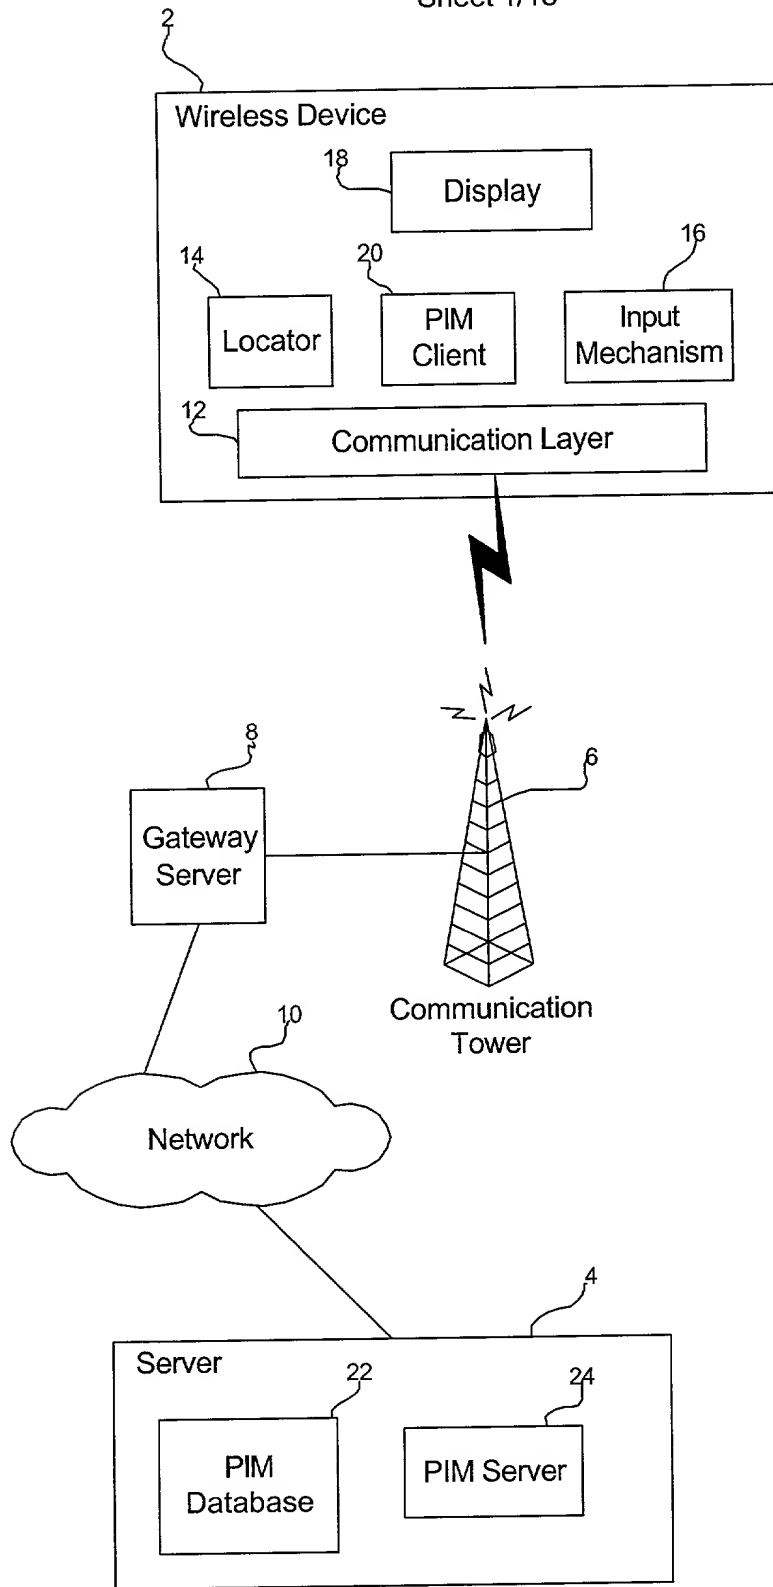 2
Wireless Device
18
Display
14
20
16
Locator
PIM
Client
Input
Mechanism
12
Communication Layer
8
6
Gateway
Server
Communication
Tower
10
Network
4
Server
22
24
PIM
Database
PIM Server